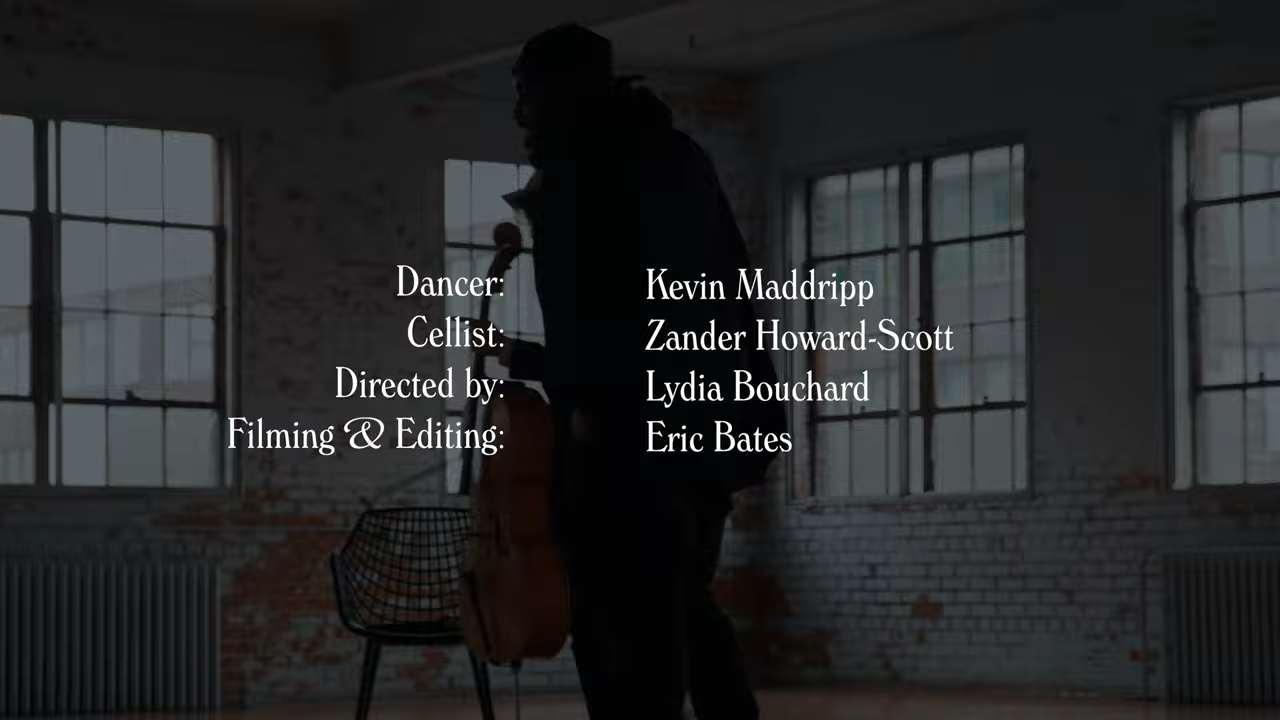 Dancer: Kevin Maddripp
Cellist: Zander Howard-Scott
Directed by: Lydia Bouchard
Filming & Editing: Eric Bates